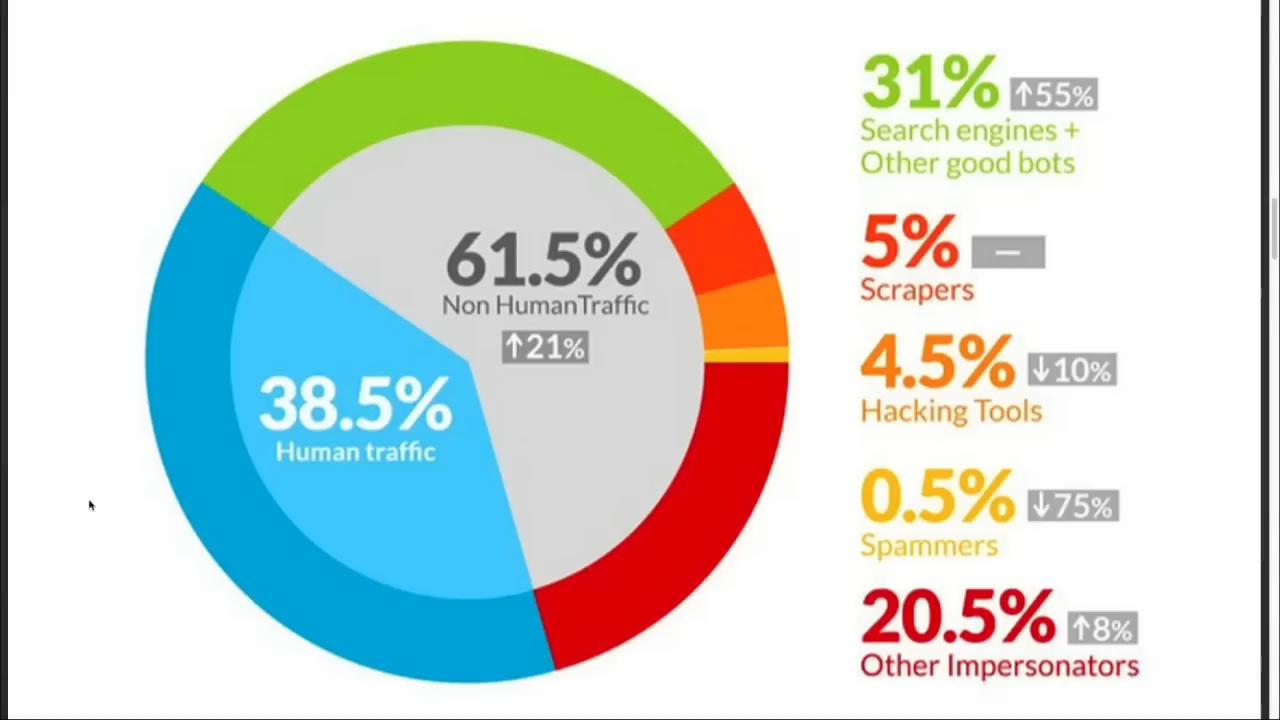 61.5%
Non HumanTraffic
↑21%
38.5%
Human traffic
31% ↑55%
Search engines +
Other good bots
5% –
Scrapers
4.5% ↓10%
Hacking Tools
0.5% ↓75%
Spammers
20.5% ↑8%
Other Impersonators